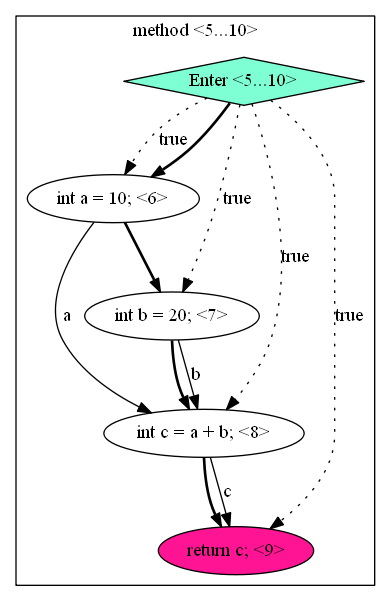 method <5...10>
Enter <5...10>
true
int a = 10; <6>
true
true
a
int b = 20; <7>
true
b
int c = a + b; <8>
c
return c; <9>